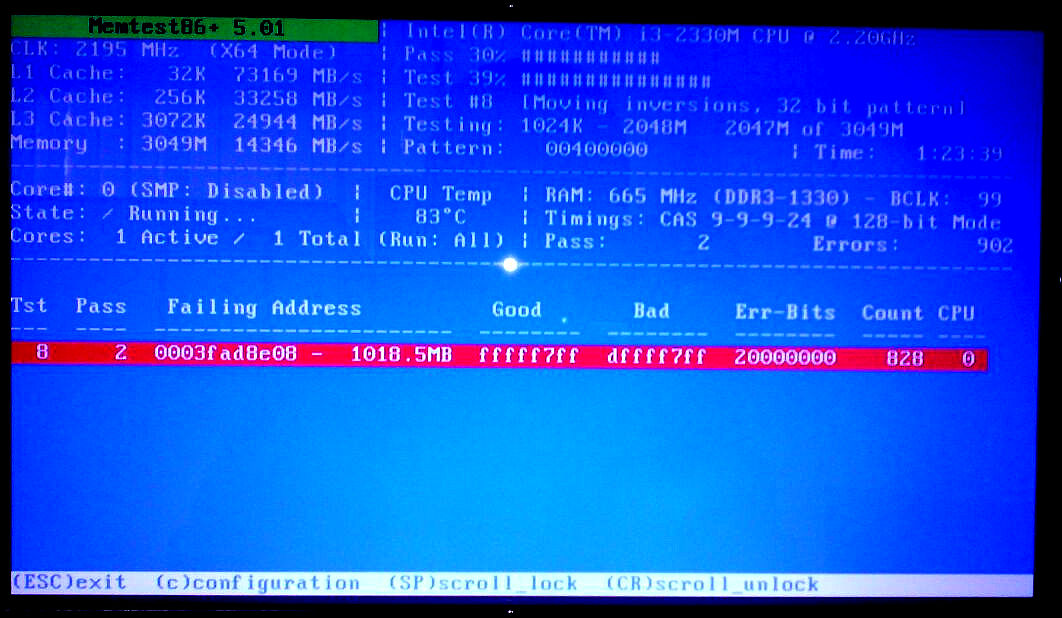 Memtest86+ 5.01 | Intel(R) Core(TM) i3-2330M CPU @ 2.20GHz
CLK: 2195 MHz (X64 Mode) | Pass 30% ###########
L1 Cache: 32K 73169 MB/s | Test 39% ###############
L2 Cache: 256K 33258 MB/s | Test #8 [Moving inversions, 32 bit pattern]
L3 Cache: 3072K 24944 MB/s | Testing: 1024K - 2048M 2047M of 3049M
Memory : 3049M 14346 MB/s | Pattern: 00400000 | Time: 1:23:39
Core#: 0 (SMP: Disabled) | CPU Temp | RAM: 665 MHz (DDR3-1330) - BCLK: 99
State: / Running... | 83°C | Timings: CAS 9-9-9-24 @ 128-bit Mode
Cores: 1 Active / 1 Total (Run: All) | Pass: 2 Errors: 902
Tst Pass Failing Address Good Bad Err-Bits Count CPU
8 2 0003fad8e08 - 1018.5MB fffff7ff dffff7ff 20000000 828 0
(ESC)exit (c)configuration (SP)scroll_lock (CR)scroll_unlock